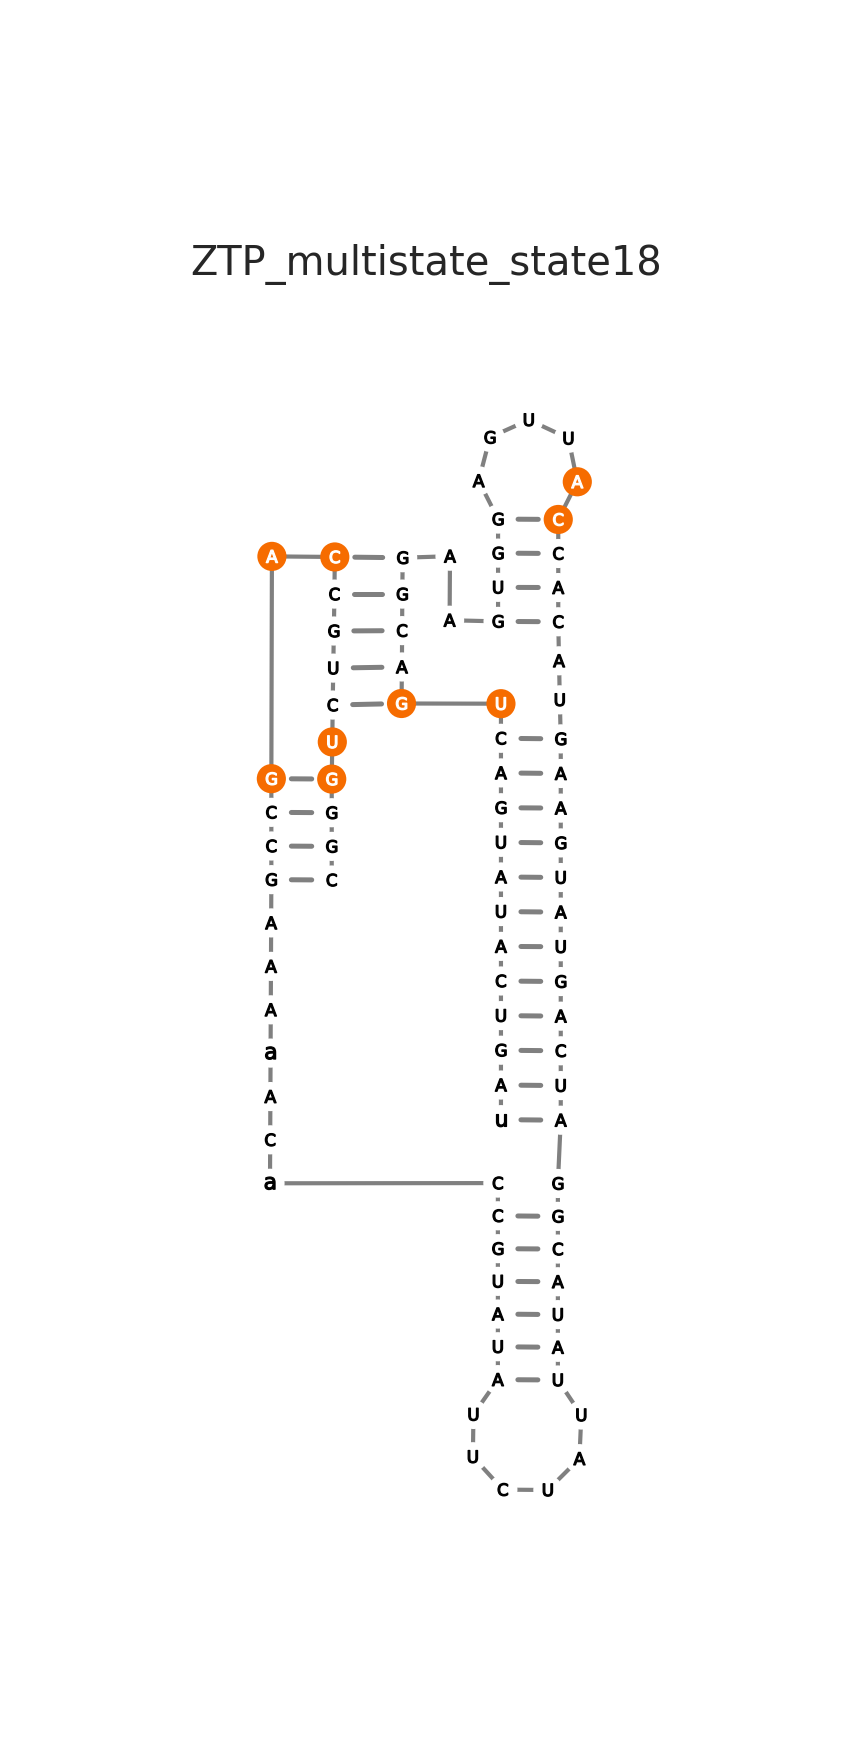 ZTP_multistate_state18
U
G U
A A
G C
A C G A G C
C G U A
G C A G C
U A A
C G U U
U C G
G G A A
C G G A
C G U G
G C A U
A U A
A A U
A C G
U A
a G C
A A U
C u A
a C G
C G
G C
U A
A U
U A
A U
U U
U A
C U